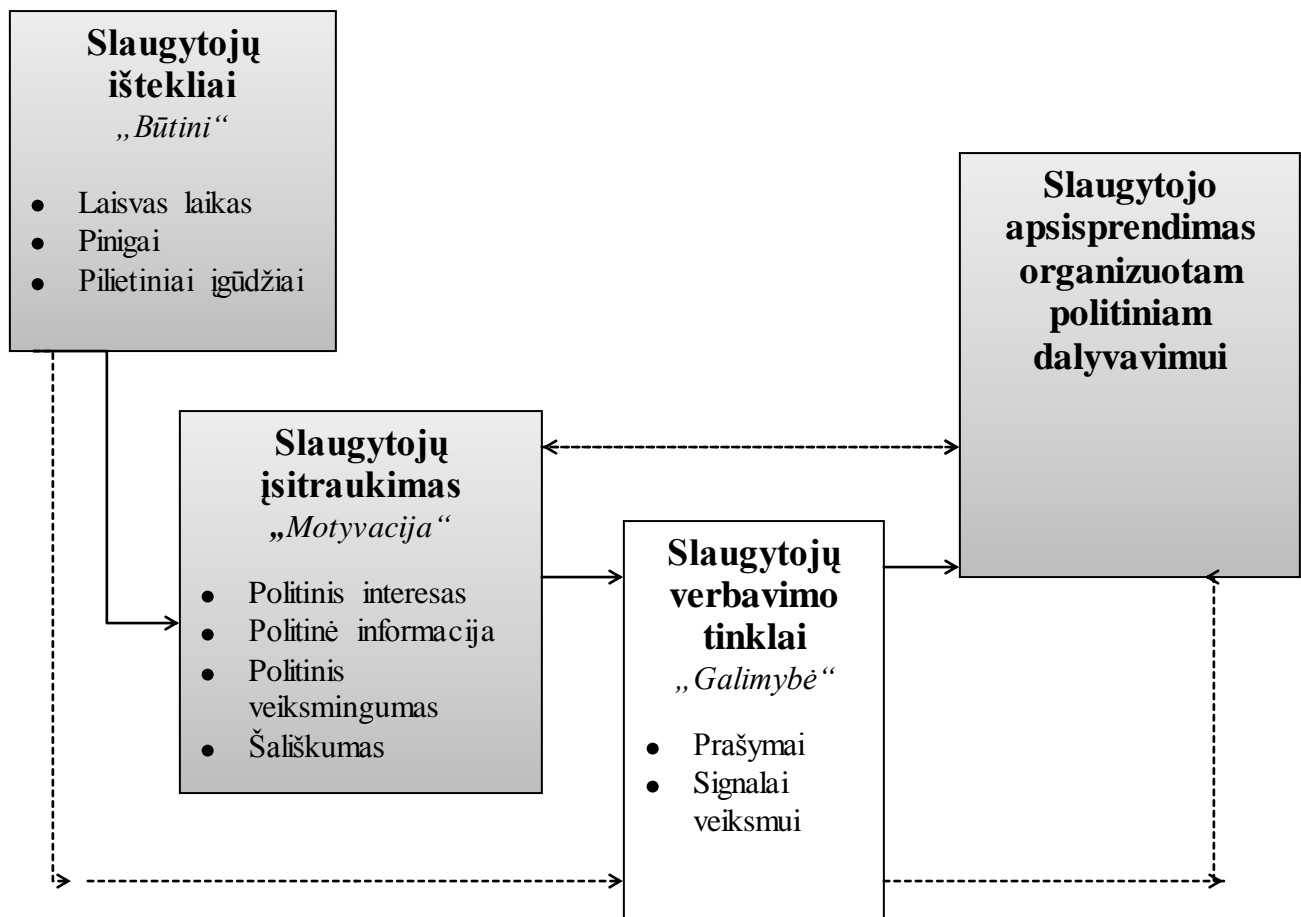 Slaugytojų
ištekliai
„Būtini“
● Laisvas laikas
● Pinigai
● Pilietiniai įgūdžiai
Slaugytojo
apsisprendimas
organizuotam
politiniam
dalyvavimui
Slaugytojų
įsitraukimas
„Motyvacija“
● Politinis interesas
● Politinė informacija
● Politinis
veiksmingumas
● Šališkumas
Slaugytojų
verbavimo
tinklai
„Galimybė“
● Prašymai
● Signalai
veiksmui